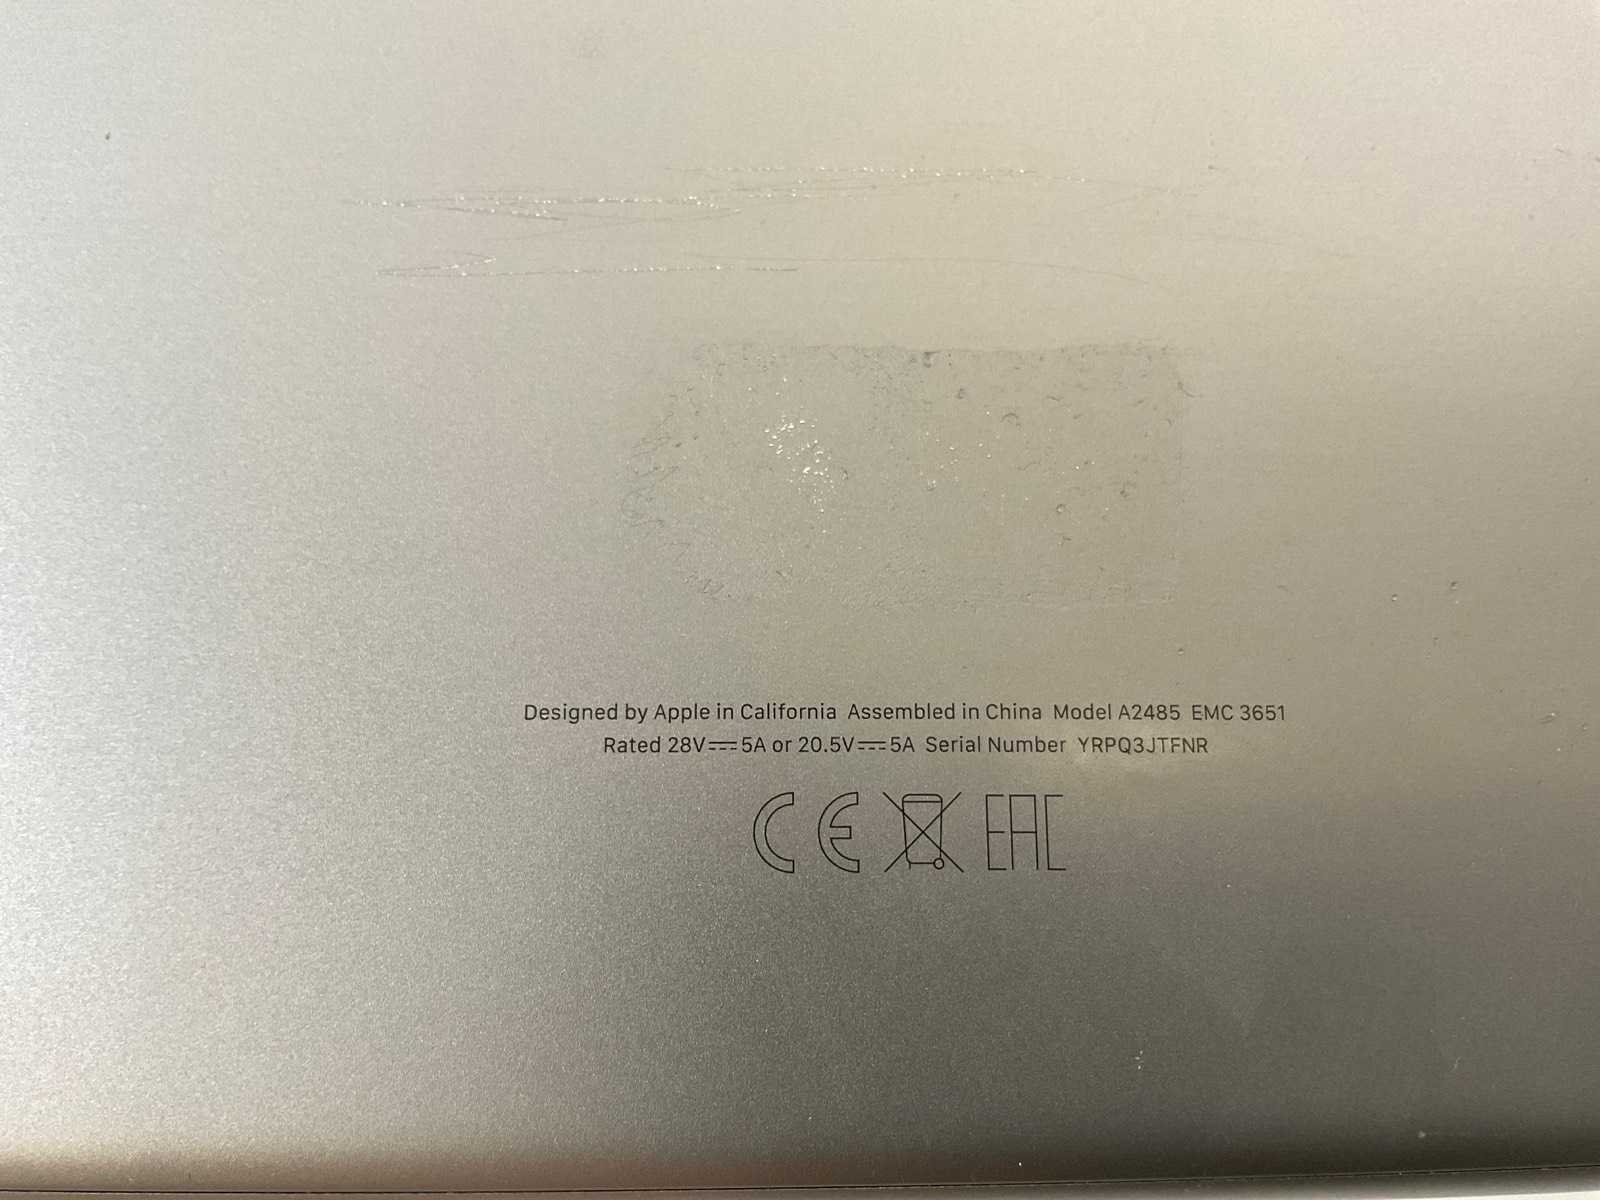 Designed by Apple in California Assembled in China Model A2485 EMC 3651
Rated 28V⎓5A or 20.5V⎓5A Serial Number YRPQ3JTFNR
CE EAC